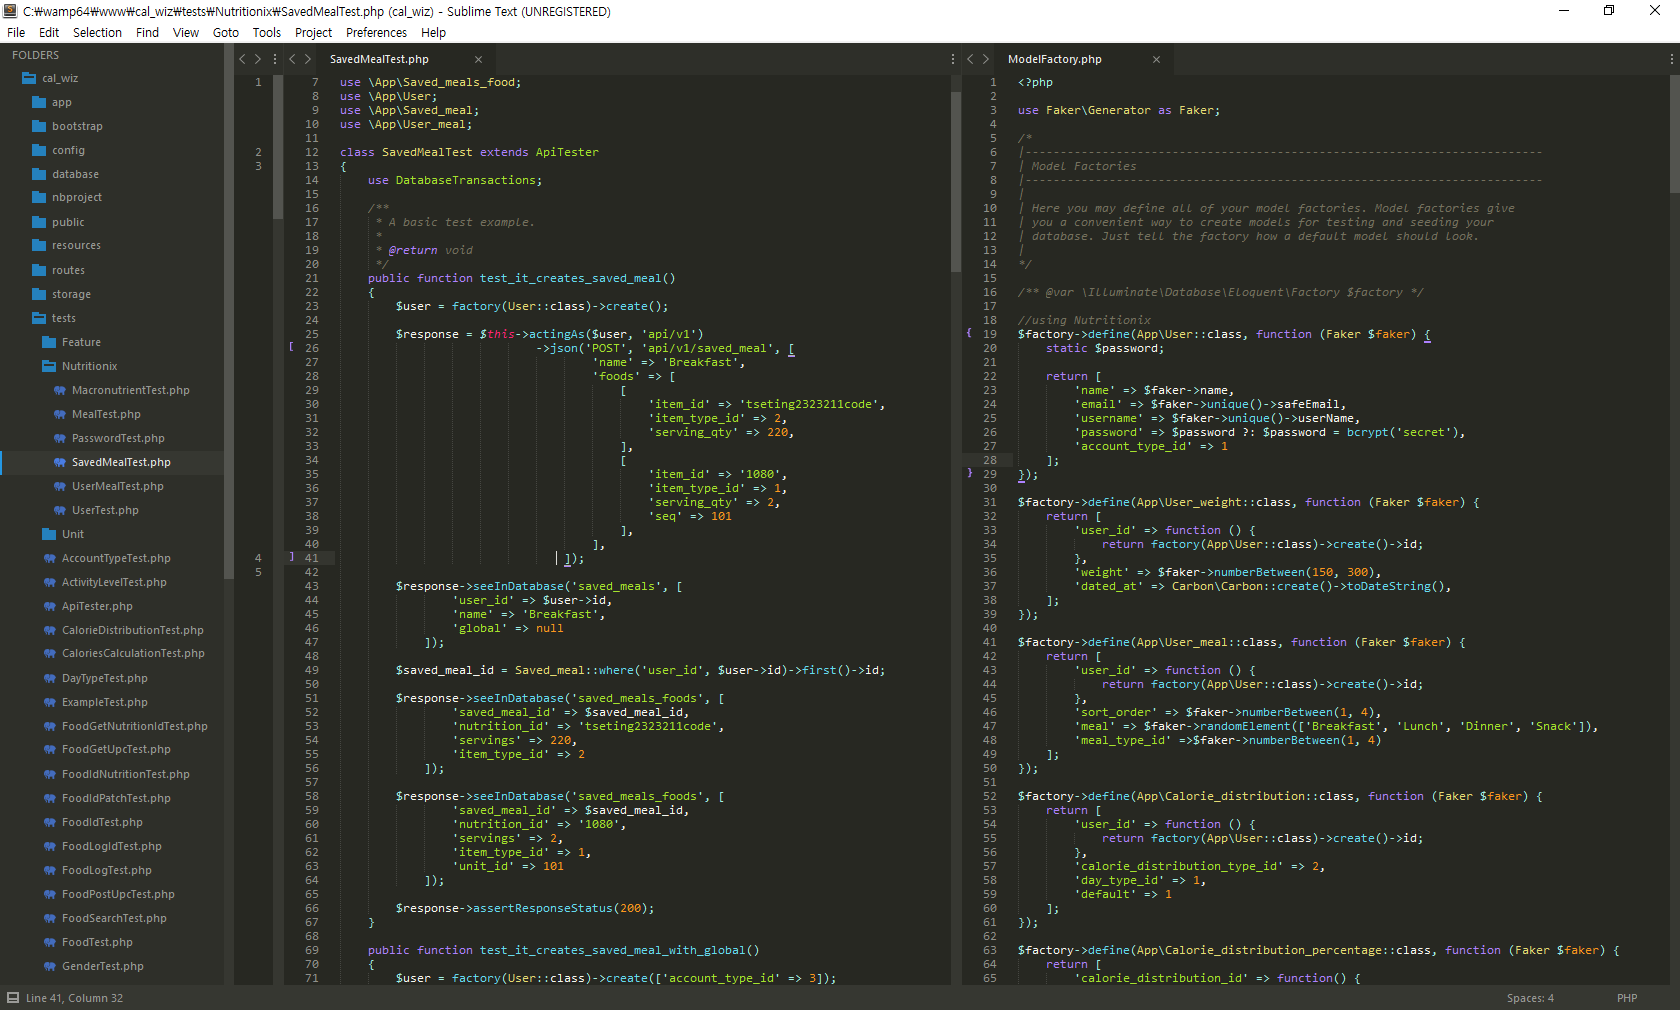 C:₩wamp64₩www₩cal_wiz₩tests₩Nutritionix₩SavedMealTest.php (cal_wiz) - Sublime Text (UNREGISTERED)
File Edit Selection Find View Goto Tools Project Preferences Help
FOLDERS
cal_wiz
app
bootstrap
config
database
nbproject
public
resources
routes
storage
tests
Feature
Nutritionix
MacronutrientTest.php
MealTest.php
PasswordTest.php
SavedMealTest.php
UserMealTest.php
UserTest.php
Unit
AccountTypeTest.php
ActivityLevelTest.php
ApiTester.php
CalorieDistributionTest.php
CaloriesCalculationTest.php
DayTypeTest.php
ExampleTest.php
FoodGetNutritionIdTest.php
FoodGetUpcTest.php
FoodIdNutritionTest.php
FoodIdPatchTest.php
FoodIdTest.php
FoodLogIdTest.php
FoodLogTest.php
FoodPostUpcTest.php
FoodSearchTest.php
FoodTest.php
GenderTest.php
1
2
3
4
5
SavedMealTest.php ×
7 use \App\Saved_meals_food;
8 use \App\User;
9 use \App\Saved_meal;
10 use \App\User_meal;
11
12 class SavedMealTest extends ApiTester
13 {
14 use DatabaseTransactions;
15
16 /**
17 * A basic test example.
18 *
19 * @return void
20 */
21 public function test_it_creates_saved_meal()
22 {
23 $user = factory(User::class)->create();
24
25 $response = $this->actingAs($user, 'api/v1')
[ 26 ->json('POST', 'api/v1/saved_meal', [
27 'name' => 'Breakfast',
28 'foods' => [
29 [
30 'item_id' => 'tseting2323211code',
31 'item_type_id' => 2,
32 'serving_qty' => 220,
33 ],
34 [
35 'item_id' => '1080',
36 'item_type_id' => 1,
37 'serving_qty' => 2,
38 'seq' => 101
39 ],
40 ],
] 41 ]);
42
43 $response->seeInDatabase('saved_meals', [
44 'user_id' => $user->id,
45 'name' => 'Breakfast',
46 'global' => null
47 ]);
48
49 $saved_meal_id = Saved_meal::where('user_id', $user->id)->first()->id;
50
51 $response->seeInDatabase('saved_meals_foods', [
52 'saved_meal_id' => $saved_meal_id,
53 'nutrition_id' => 'tseting2323211code',
54 'servings' => 220,
55 'item_type_id' => 2
56 ]);
57
58 $response->seeInDatabase('saved_meals_foods', [
59 'saved_meal_id' => $saved_meal_id,
60 'nutrition_id' => '1080',
61 'servings' => 2,
62 'item_type_id' => 1,
63 'unit_id' => 101
64 ]);
65
66 $response->assertResponseStatus(200);
67 }
68
69 public function test_it_creates_saved_meal_with_global()
70 {
71 $user = factory(User::class)->create(['account_type_id' => 3]);
ModelFactory.php ×
1 <?php
2
3 use Faker\Generator as Faker;
4
5 /*
6 |--------------------------------------------------------------------------
7 | Model Factories
8 |--------------------------------------------------------------------------
9 |
10 | Here you may define all of your model factories. Model factories give
11 | you a convenient way to create models for testing and seeding your
12 | database. Just tell the factory how a default model should look.
13 |
14 */
15
16 /** @var \Illuminate\Database\Eloquent\Factory $factory */
17
18 //using Nutritionix
{ 19 $factory->define(App\User::class, function (Faker $faker) {
20 static $password;
21
22 return [
23 'name' => $faker->name,
24 'email' => $faker->unique()->safeEmail,
25 'username' => $faker->unique()->userName,
26 'password' => $password ?: $password = bcrypt('secret'),
27 'account_type_id' => 1
28 ];
} 29 });
30
31 $factory->define(App\User_weight::class, function (Faker $faker) {
32 return [
33 'user_id' => function () {
34 return factory(App\User::class)->create()->id;
35 },
36 'weight' => $faker->numberBetween(150, 300),
37 'dated_at' => Carbon\Carbon::create()->toDateString(),
38 ];
39 });
40
41 $factory->define(App\User_meal::class, function (Faker $faker) {
42 return [
43 'user_id' => function () {
44 return factory(App\User::class)->create()->id;
45 },
46 'sort_order' => $faker->numberBetween(1, 4),
47 'meal' => $faker->randomElement(['Breakfast', 'Lunch', 'Dinner', 'Snack']),
48 'meal_type_id' =>$faker->numberBetween(1, 4)
49 ];
50 });
51
52 $factory->define(App\Calorie_distribution::class, function (Faker $faker) {
53 return [
54 'user_id' => function () {
55 return factory(App\User::class)->create()->id;
56 },
57 'calorie_distribution_type_id' => 2,
58 'day_type_id' => 1,
59 'default' => 1
60 ];
61 });
62
63 $factory->define(App\Calorie_distribution_percentage::class, function (Faker $faker) {
64 return [
65 'calorie_distribution_id' => function() {
Line 41, Column 32
Spaces: 4
PHP